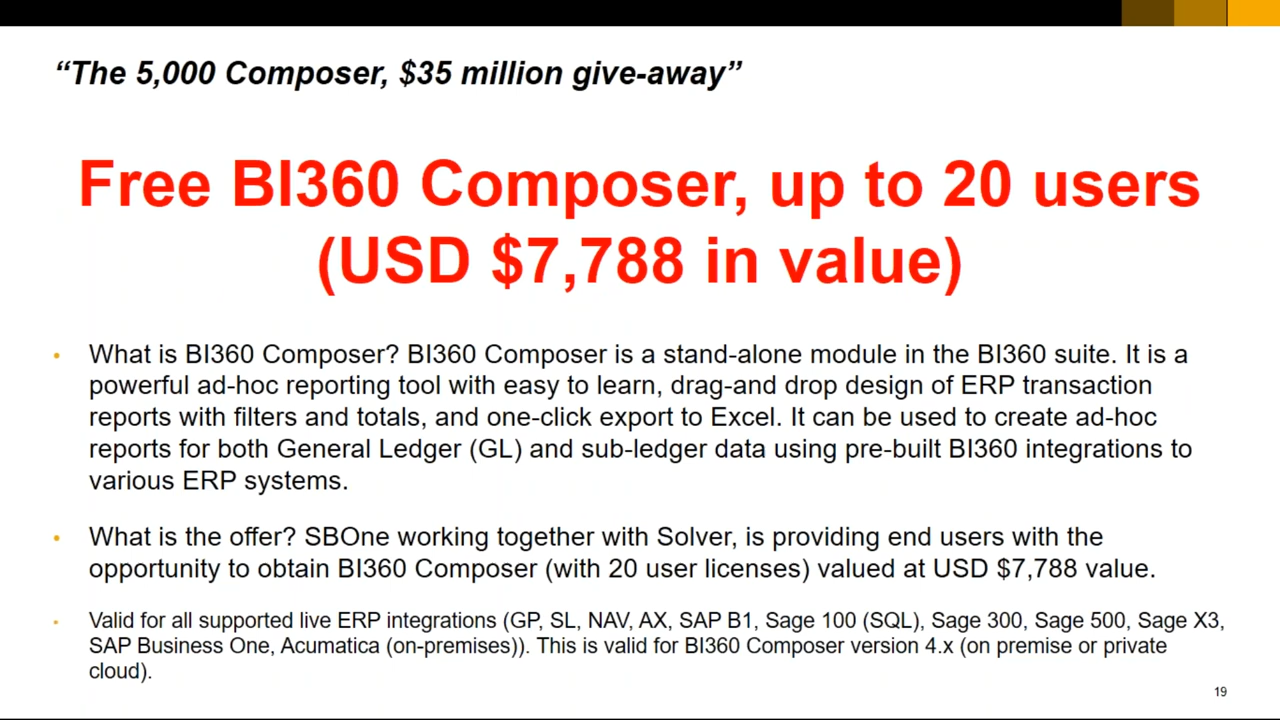 “The 5,000 Composer, $35 million give-away”
Free BI360 Composer, up to 20 users
(USD $7,788 in value)
• What is BI360 Composer? BI360 Composer is a stand-alone module in the BI360 suite. It is a
powerful ad-hoc reporting tool with easy to learn, drag-and drop design of ERP transaction
reports with filters and totals, and one-click export to Excel. It can be used to create ad-hoc
reports for both General Ledger (GL) and sub-ledger data using pre-built BI360 integrations to
various ERP systems.
• What is the offer? SBOne working together with Solver, is providing end users with the
opportunity to obtain BI360 Composer (with 20 user licenses) valued at USD $7,788 value.
• Valid for all supported live ERP integrations (GP, SL, NAV, AX, SAP B1, Sage 100 (SQL), Sage 300, Sage 500, Sage X3,
SAP Business One, Acumatica (on-premises)). This is valid for BI360 Composer version 4.x (on premise or private
cloud).
19